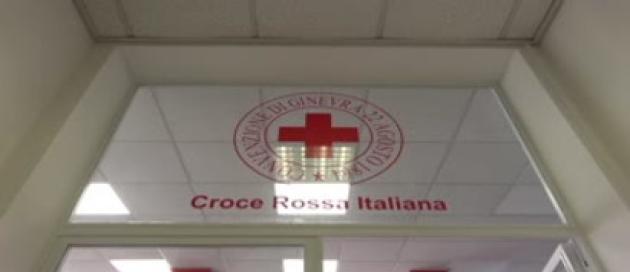 CONVENZIONE DI GINEVRA - 22 AGOSTO 1864
Croce Rossa Italiana